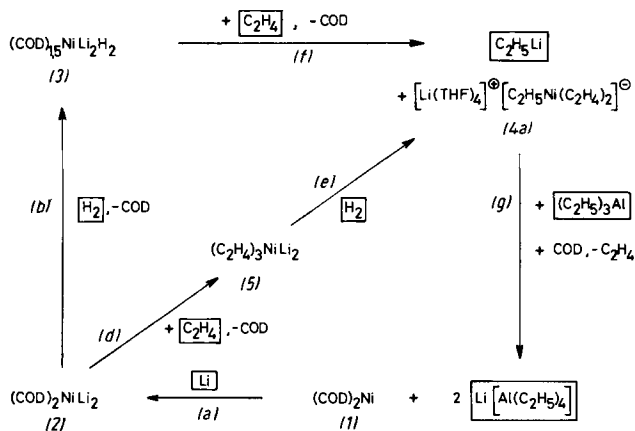 + C₂H₄ , -COD
(COD)₁,₅NiLi₂H₂
(3)
(f)
C₂H₅Li
+ [Li(THF)₄]⊕ [C₂H₅Ni(C₂H₄)₂]⊖
(4a)
(b)
H₂,-COD
(e)
H₂
(g)
+ (C₂H₅)₃Al
+ COD,-C₂H₄
(C₂H₄)₃NiLi₂
(5)
(d)
+ C₂H₄,-COD
(COD)₂NiLi₂
(2)
Li
(a)
(COD)₂Ni + 2 Li[Al(C₂H₅)₄]
(1)